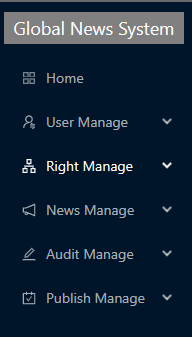 Global News System
Home
User Manage
Right Manage
News Manage
Audit Manage
Publish Manage